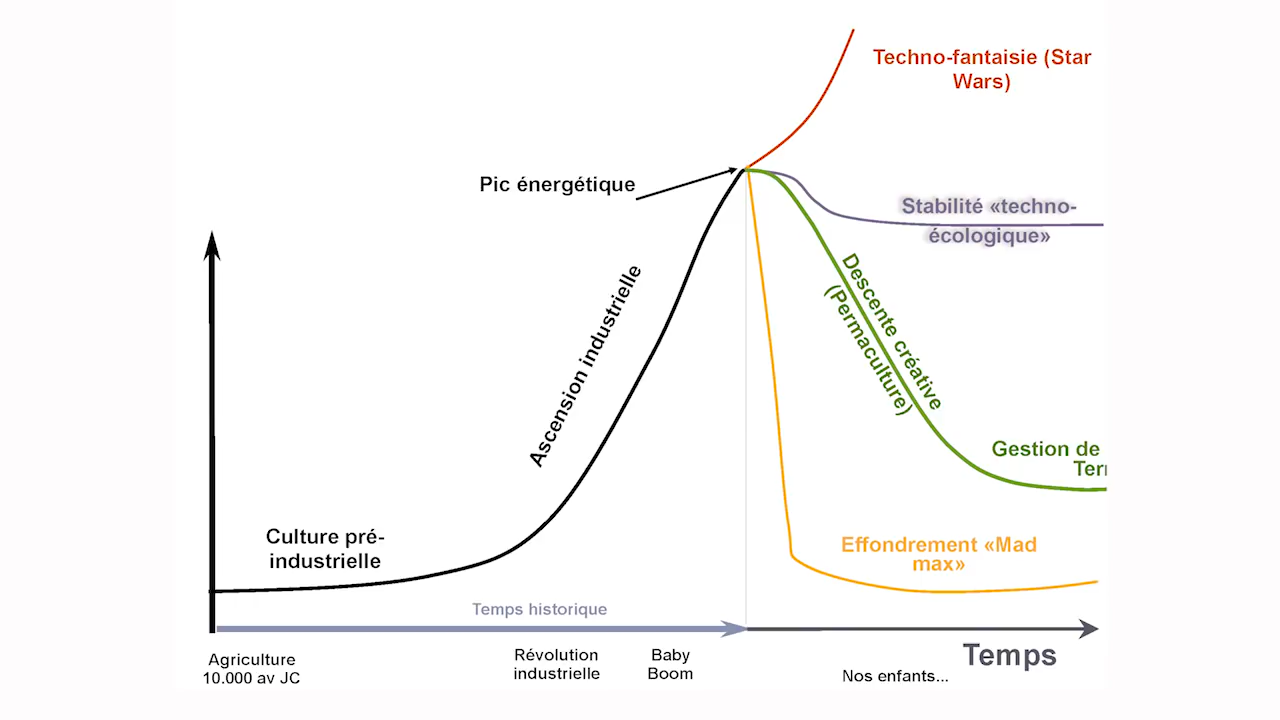 Techno-fantaisie (Star
Wars)
Pic énergétique
Stabilité «techno-
écologique»
Ascension industrielle
Descente créative
(Permaculture)
Gestion de
Culture pré-
industrielle
Effondrement «Mad
max»
Temps historique
Temps
Agriculture
10.000 av JC
Révolution
industrielle
Baby
Boom
Nos enfants...